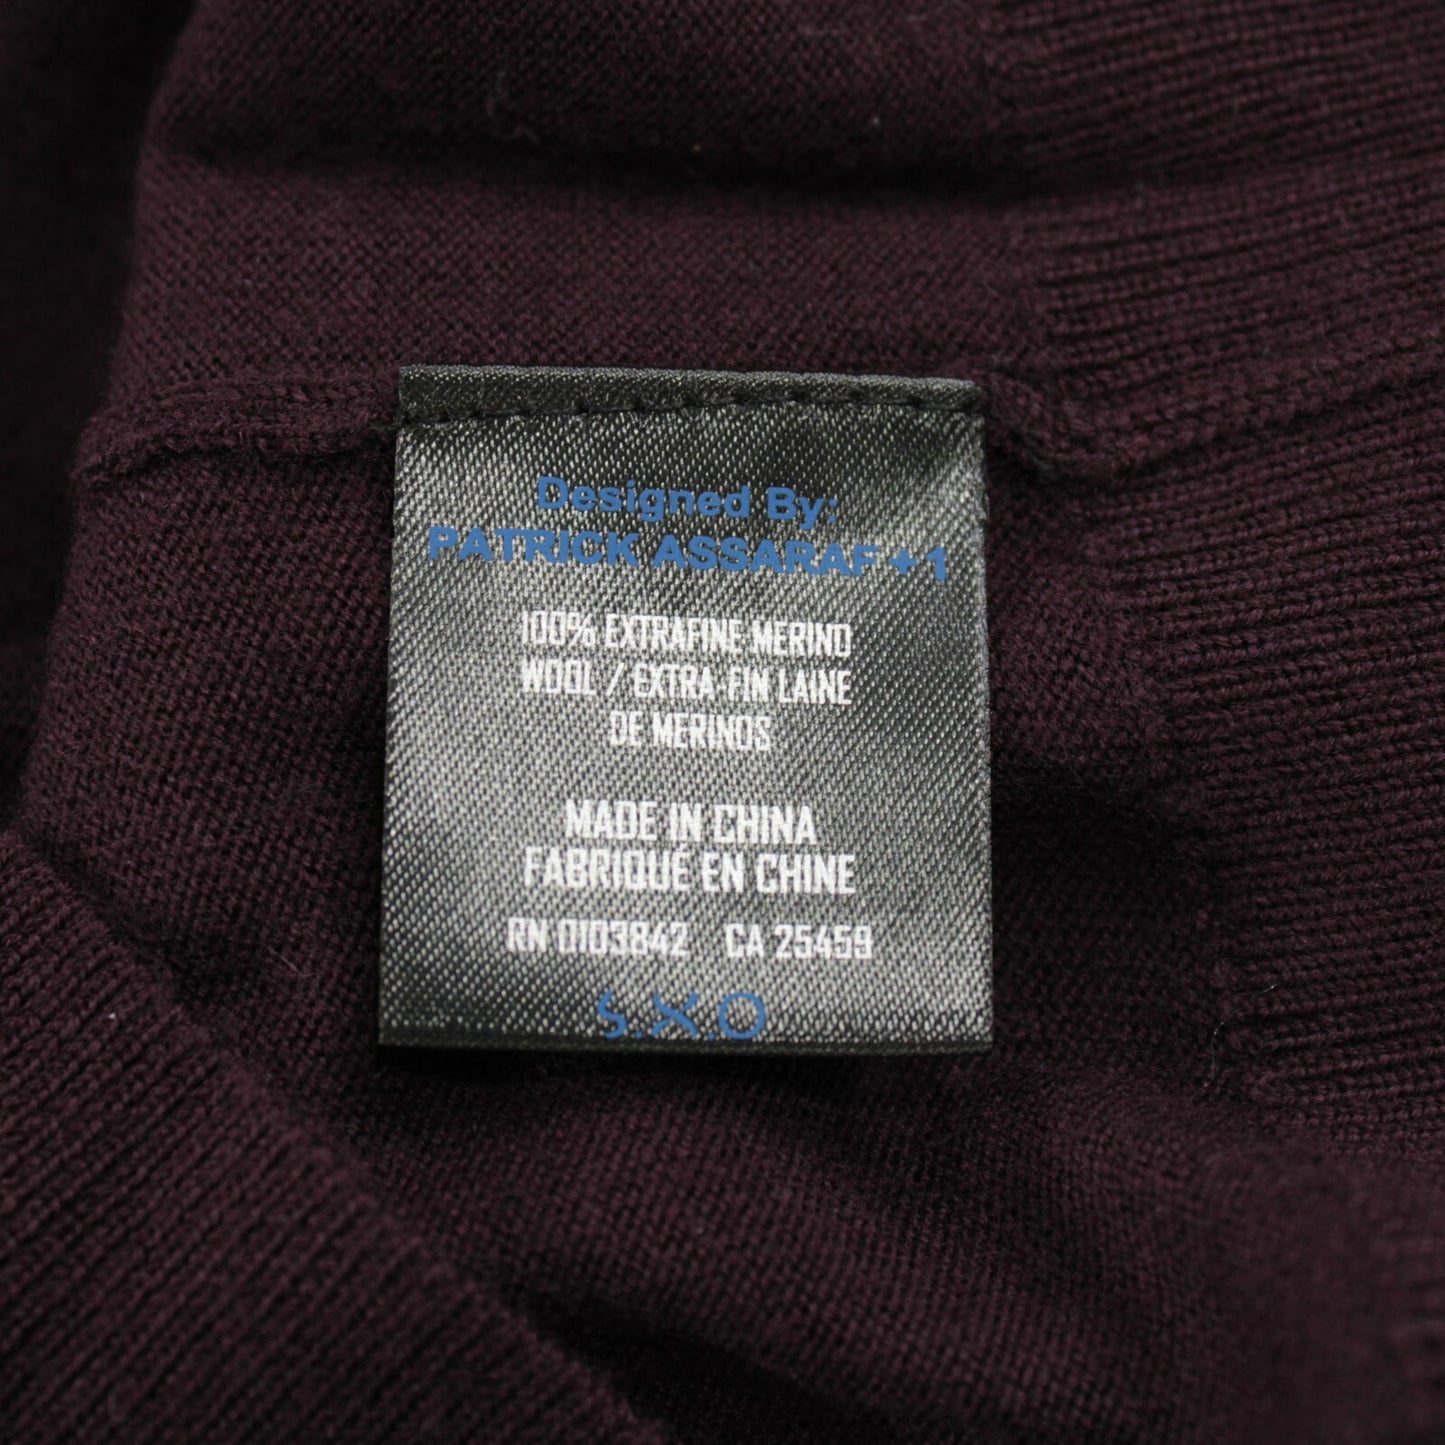 Designed By:
PATRICK ASSARAF + 1
100% EXTRAFINE MERINO
WOOL / EXTRA-FIN LAINE
DE MERINOS
MADE IN CHINA
FABRIQUÉ EN CHINE
RN 0103842 CA 25459
S.X.O